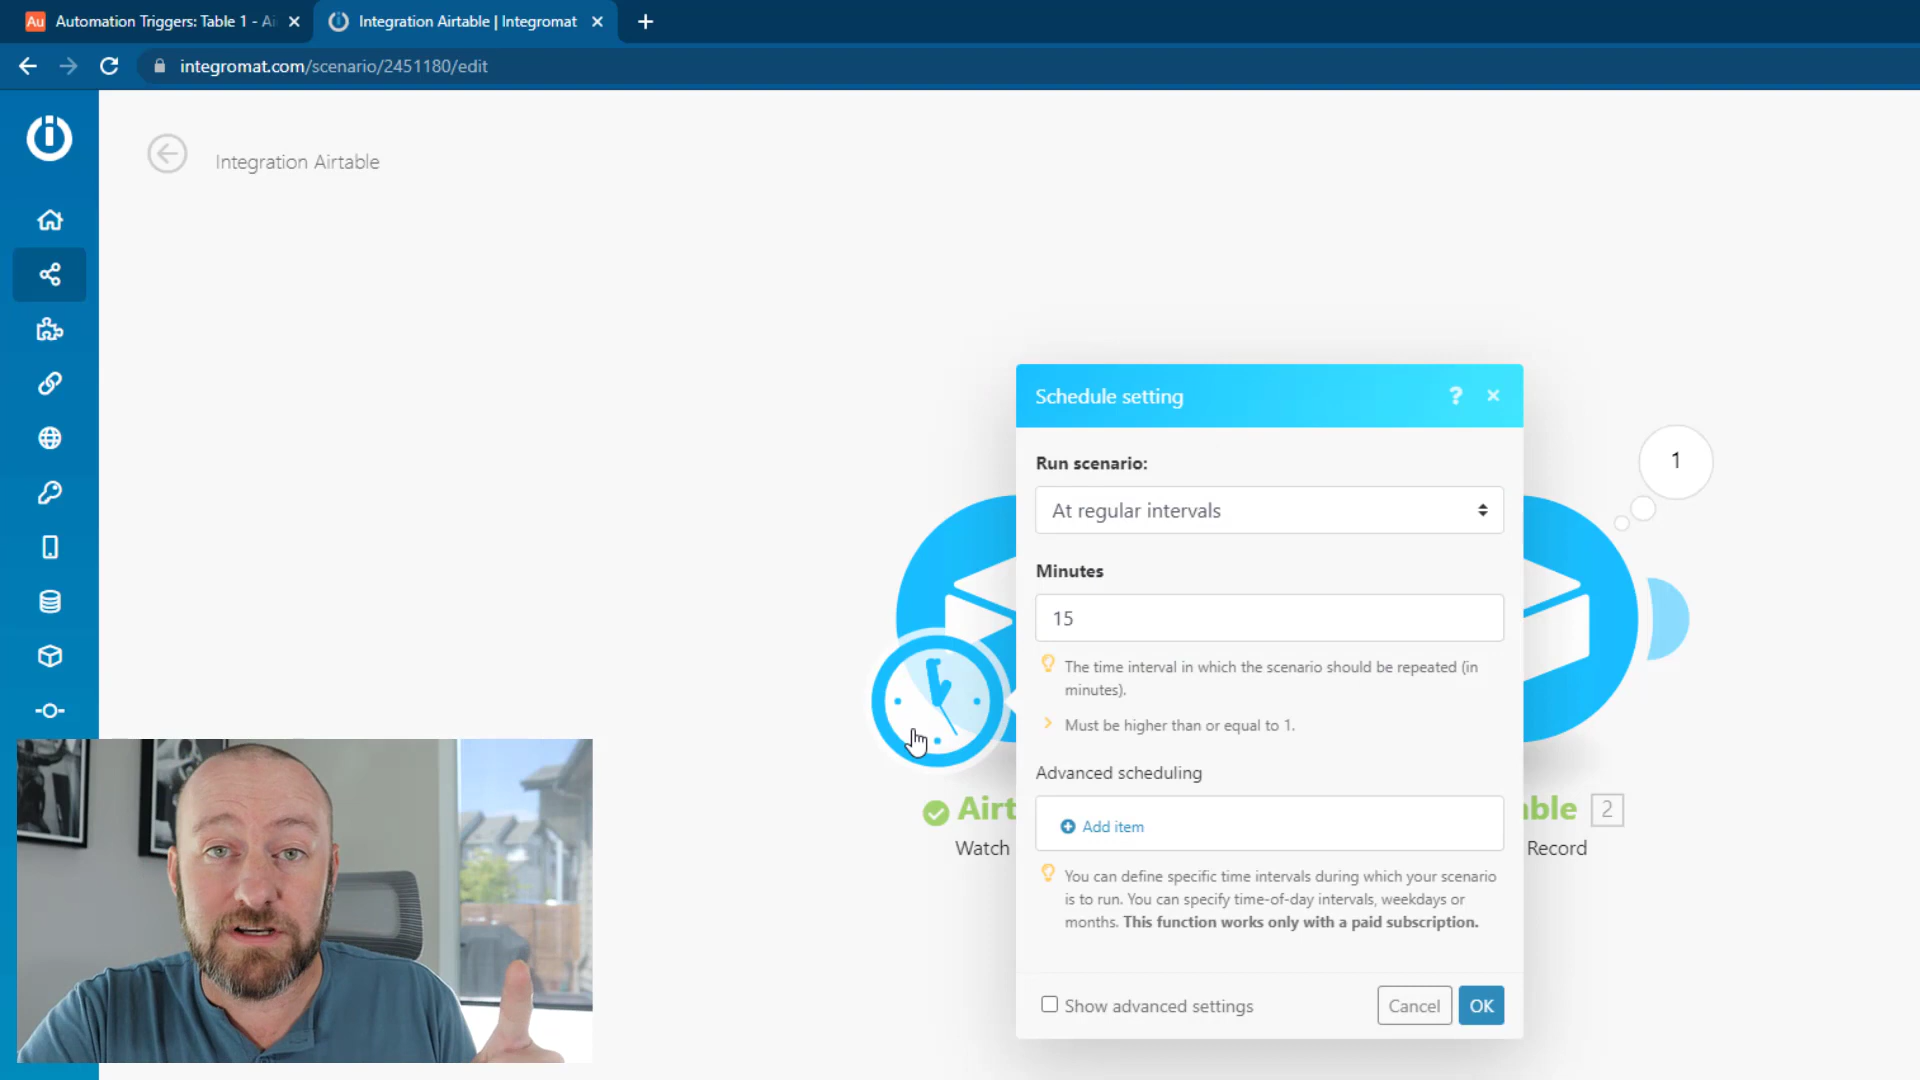 Au Automation Triggers: Table 1 - Ai
Integration Airtable | Integromat
integromat.com/scenario/2451180/edit
Integration Airtable
Schedule setting
?
Run scenario:
At regular intervals
1
Minutes
15
The time interval in which the scenario should be repeated (in
minutes).
Must be higher than or equal to 1.
Advanced scheduling
Add item
Airt
Watch
ble 2
Record
You can define specific time intervals during which your scenario
is to run. You can specify time-of-day intervals, weekdays or
months. This function works only with a paid subscription.
Show advanced settings
Cancel
OK